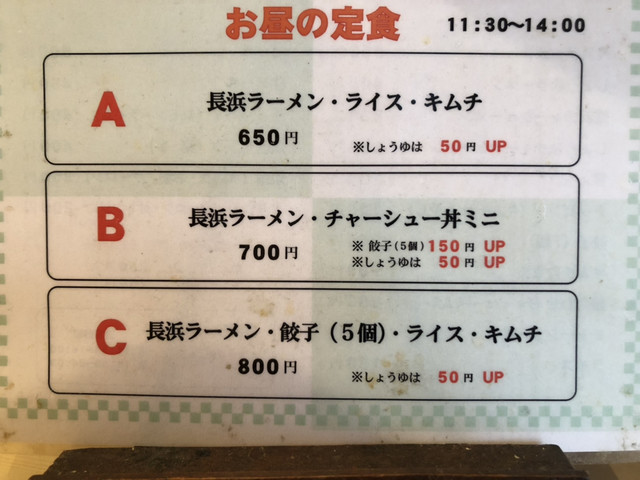 お昼の定食 11:30～14:00
A 長浜ラーメン・ライス・キムチ
650円 ※しょうゆは 50円 UP
B 長浜ラーメン・チャーシュー丼ミニ
700円 ※ 餃子(5個) 150円 UP
※しょうゆは 50円 UP
C 長浜ラーメン・餃子(5個)・ライス・キムチ
800円 ※しょうゆは 50円 UP